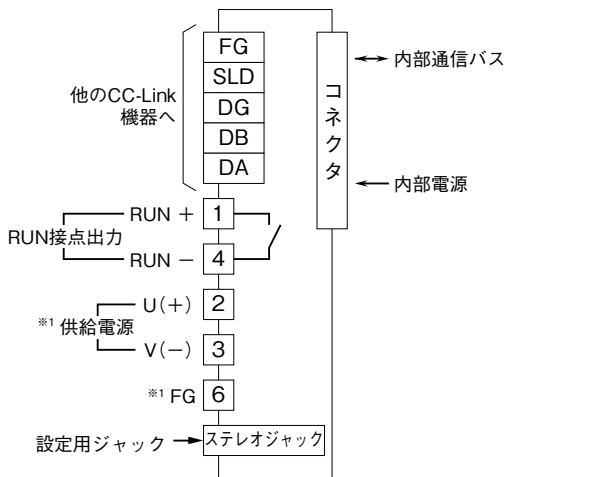 FG
SLD
DG
DB
DA
他のCC-Link
機器へ
コネクタ
内部通信バス
内部電源
RUN +
1
RUN接点出力
RUN －
4
U(+)
2
※1 供給電源
V(－)
3
※1 FG
6
設定用ジャック
ステレオジャック